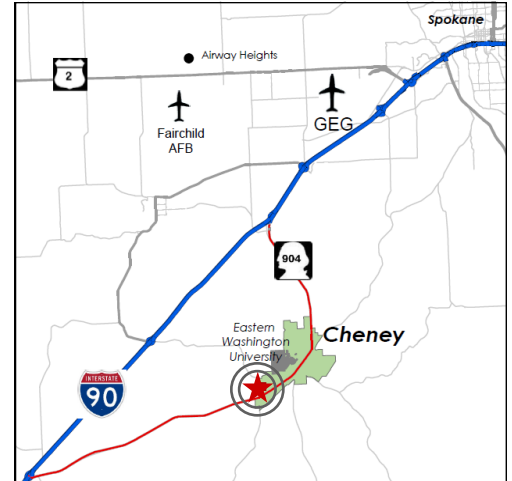 Spokane
Airway Heights
2
GEG
Fairchild
AFB
904
Eastern
Washington
University
Cheney
INTERSTATE
90